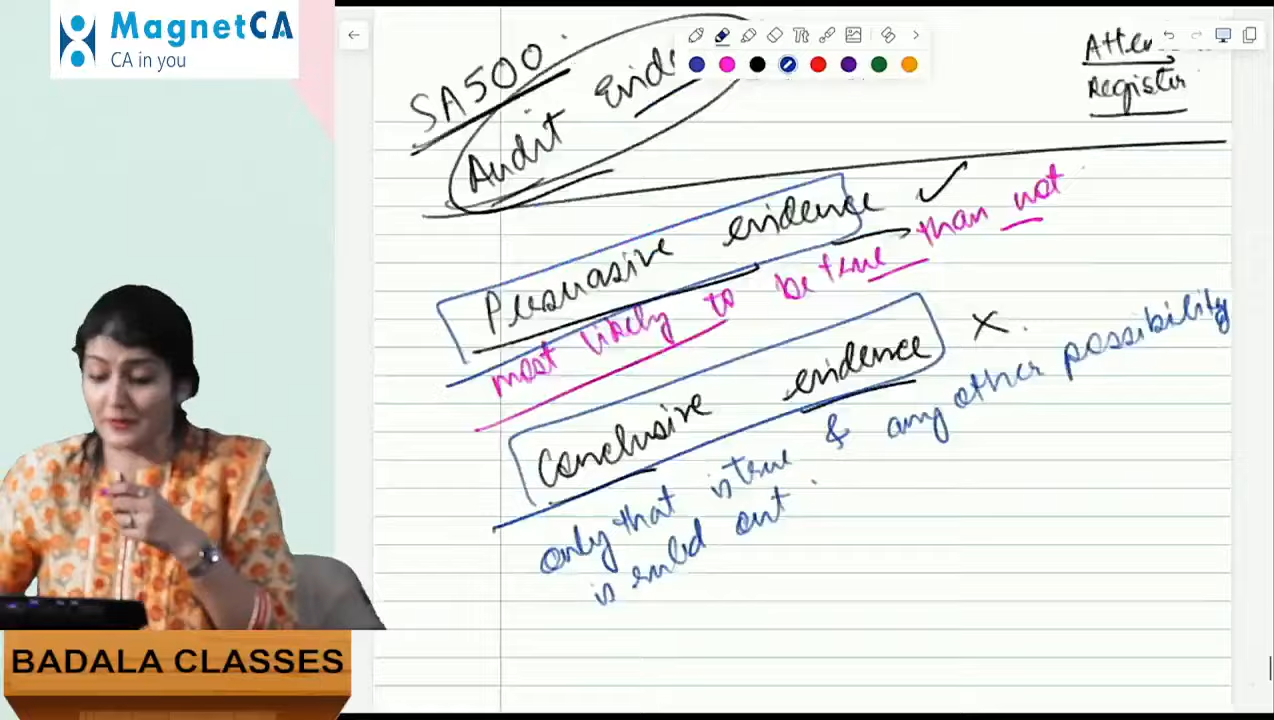 MagnetCA
CA in you
SA500
Audit Evide
Atten
Register
Persuasive evidence ✓
most likely to be true than not
Conclusive evidence ×
only that is true & any other possibility
is ruled out
BADALA CLASSES